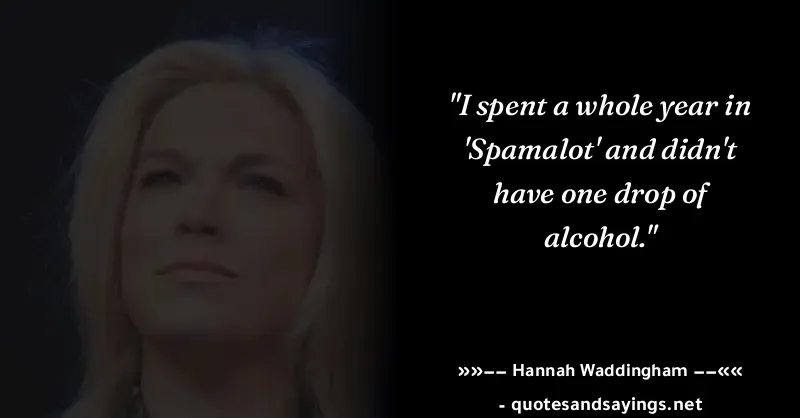 "I spent a whole year in
'Spamalot' and didn't
have one drop of
alcohol."
»»−− Hannah Waddingham −−««
- quotesandsayings.net